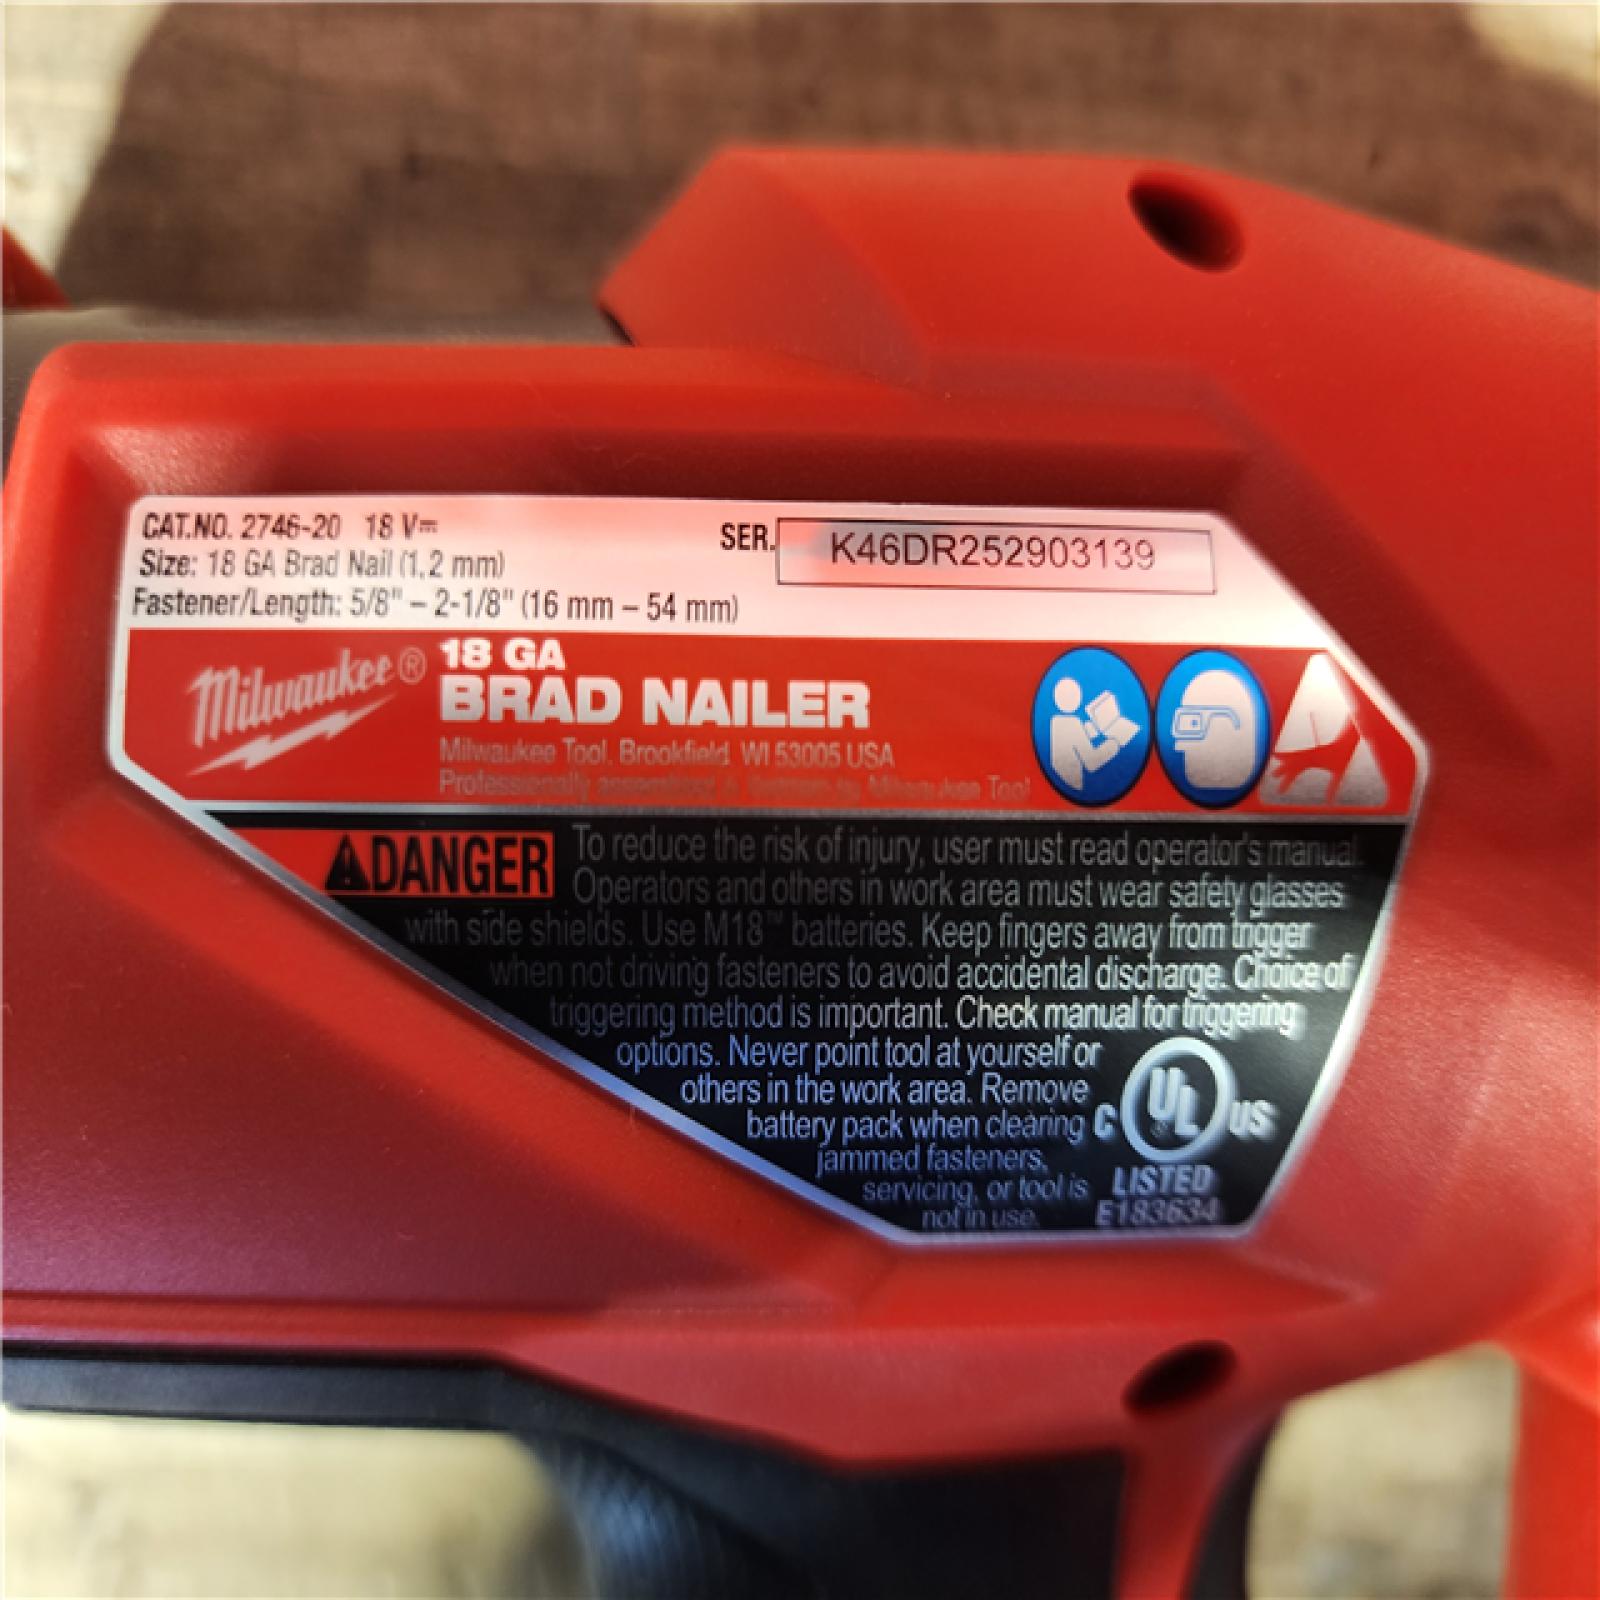 CAT.NO. 2746-20 18 V⎓
SER. K46DR252903139
Size: 18 GA Brad Nail (1,2 mm)
Fastener/Length: 5/8" – 2-1/8" (16 mm – 54 mm)
Milwaukee®
18 GA
BRAD NAILER
Milwaukee Tool. Brookfield WI 53005 USA
Professionally assembled by Milwaukee Tool
DANGER
To reduce the risk of injury, user must read operator's manual.
Operators and others in work area must wear safety glasses
with side shields. Use M18™ batteries. Keep fingers away from trigger
when not driving fasteners to avoid accidental discharge. Choice of
triggering method is important. Check manual for triggering
options. Never point tool at yourself or
others in the work area. Remove
battery pack when clearing
jammed fasteners,
servicing, or tool is
not in use.
C UL US
LISTED
E183634